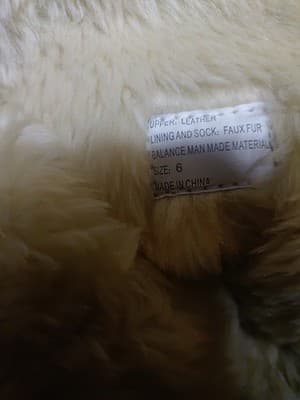 UPPER: LEATHER
LINING AND SOCK: FAUX FUR
BALANCE MAN MADE MATERIAL
SIZE: 6
MADE IN CHINA